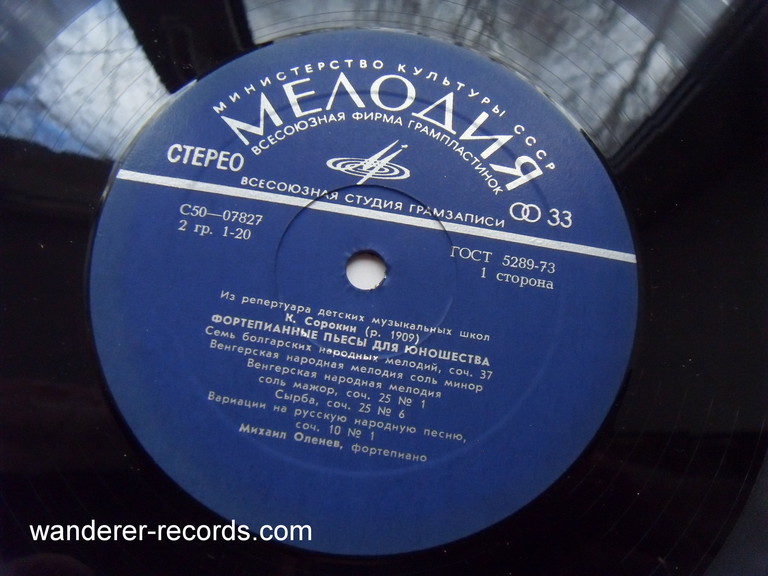 МИНИСТЕРСТВО КУЛЬТУРЫ СССР
МЕЛОДИЯ
ВСЕСОЮЗНАЯ ФИРМА ГРАМПЛАСТИНОК
СТЕРЕО
ВСЕСОЮЗНАЯ СТУДИЯ ГРАМЗАПИСИ
33
С50—07827
2 гр. 1-20
ГОСТ 5289-73
1 сторона
Из репертуара детских музыкальных школ
К. Сорокин (р. 1909)
ФОРТЕПИАННЫЕ ПЬЕСЫ ДЛЯ ЮНОШЕСТВА
Семь болгарских народных мелодий, соч. 37
Венгерская народная мелодия соль минор
Венгерская народная мелодия
соль мажор, соч. 25 № 1
Сырба, соч. 25 № 6
Вариации на русскую народную песню,
соч. 10 № 1
Михаил Оленев, фортепиано
wanderer-records.com